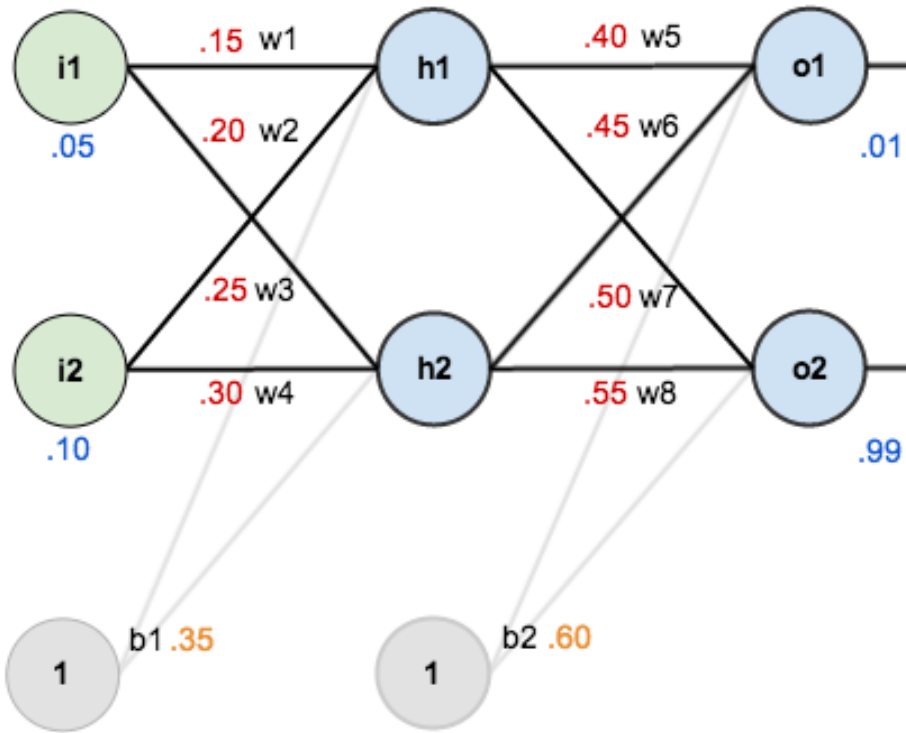 i1 .15 w1 h1 .40 w5 o1
.05 .20 w2 .45 w6 .01
.25 w3 .50 w7
i2 .30 w4 h2 .55 w8 o2
.10 .99
1 b1 .35 1 b2 .60